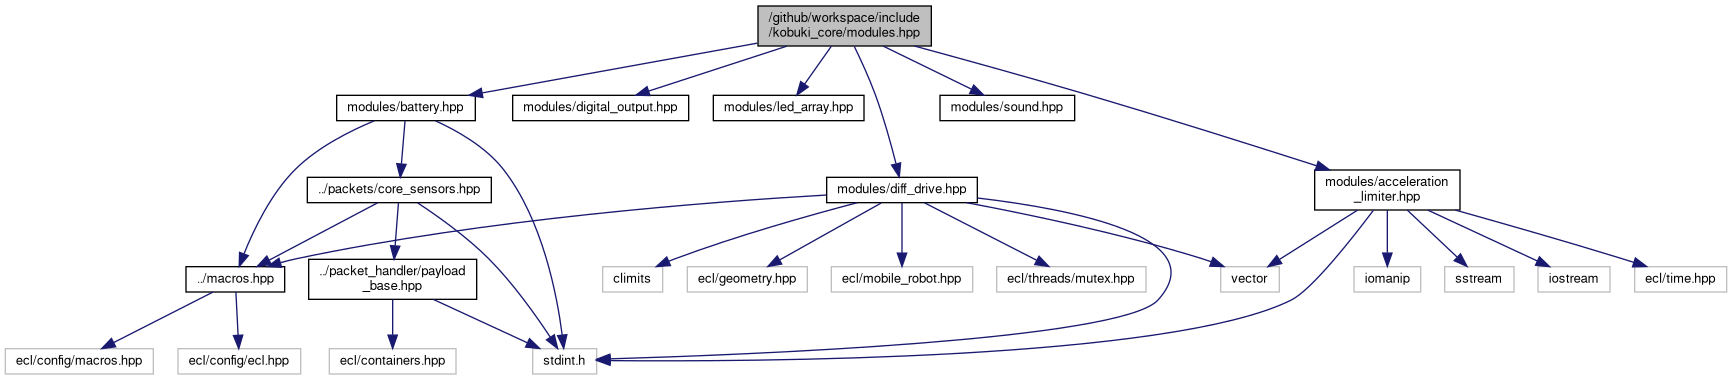 /github/workspace/include
/kobuki_core/modules.hpp
modules/battery.hpp
modules/digital_output.hpp
modules/led_array.hpp
modules/sound.hpp
../packets/core_sensors.hpp
modules/diff_drive.hpp
modules/acceleration
_limiter.hpp
../macros.hpp
../packet_handler/payload
_base.hpp
climits
ecl/geometry.hpp
ecl/mobile_robot.hpp
ecl/threads/mutex.hpp
vector
iomanip
sstream
iostream
ecl/time.hpp
ecl/config/macros.hpp
ecl/config/ecl.hpp
ecl/containers.hpp
stdint.h